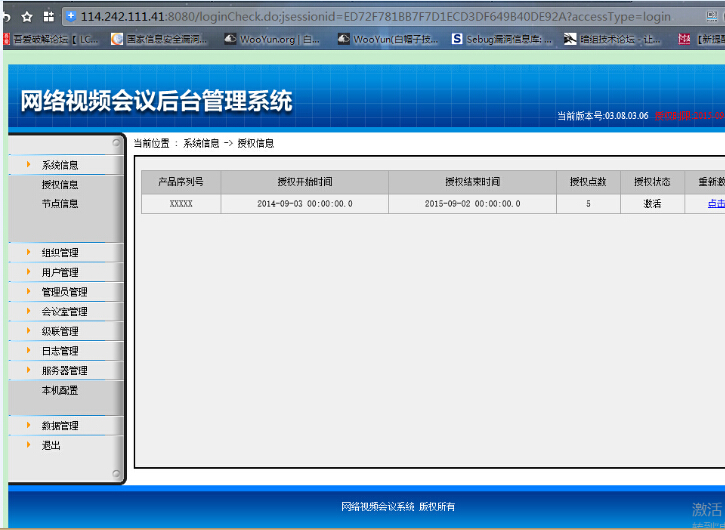 114.242.111.41:8080/loginCheck.do;jsessionid=ED72F781BB7F7D1ECD3DF649B40DE92A?accessType=login
吾爱破解论坛【LC... 国家信息安全漏洞... WooYun.org | 白... WooYun(白帽子技... Sebug漏洞信息库: ... 暗组技术论坛 - 让...
网络视频会议后台管理系统
当前版本号:03.08.03.06
当前位置 : 系统信息 -> 授权信息
系统信息
授权信息
节点信息
组织管理
用户管理
管理员管理
会议室管理
级联管理
日志管理
服务器管理
本机配置
数据管理
退出
产品序列号 授权开始时间 授权结束时间 授权点数 授权状态 重新激
XXXXX 2014-09-03 00:00:00.0 2015-09-02 00:00:00.0 5 激活 点击
网络视频会议系统 版权所有
激活